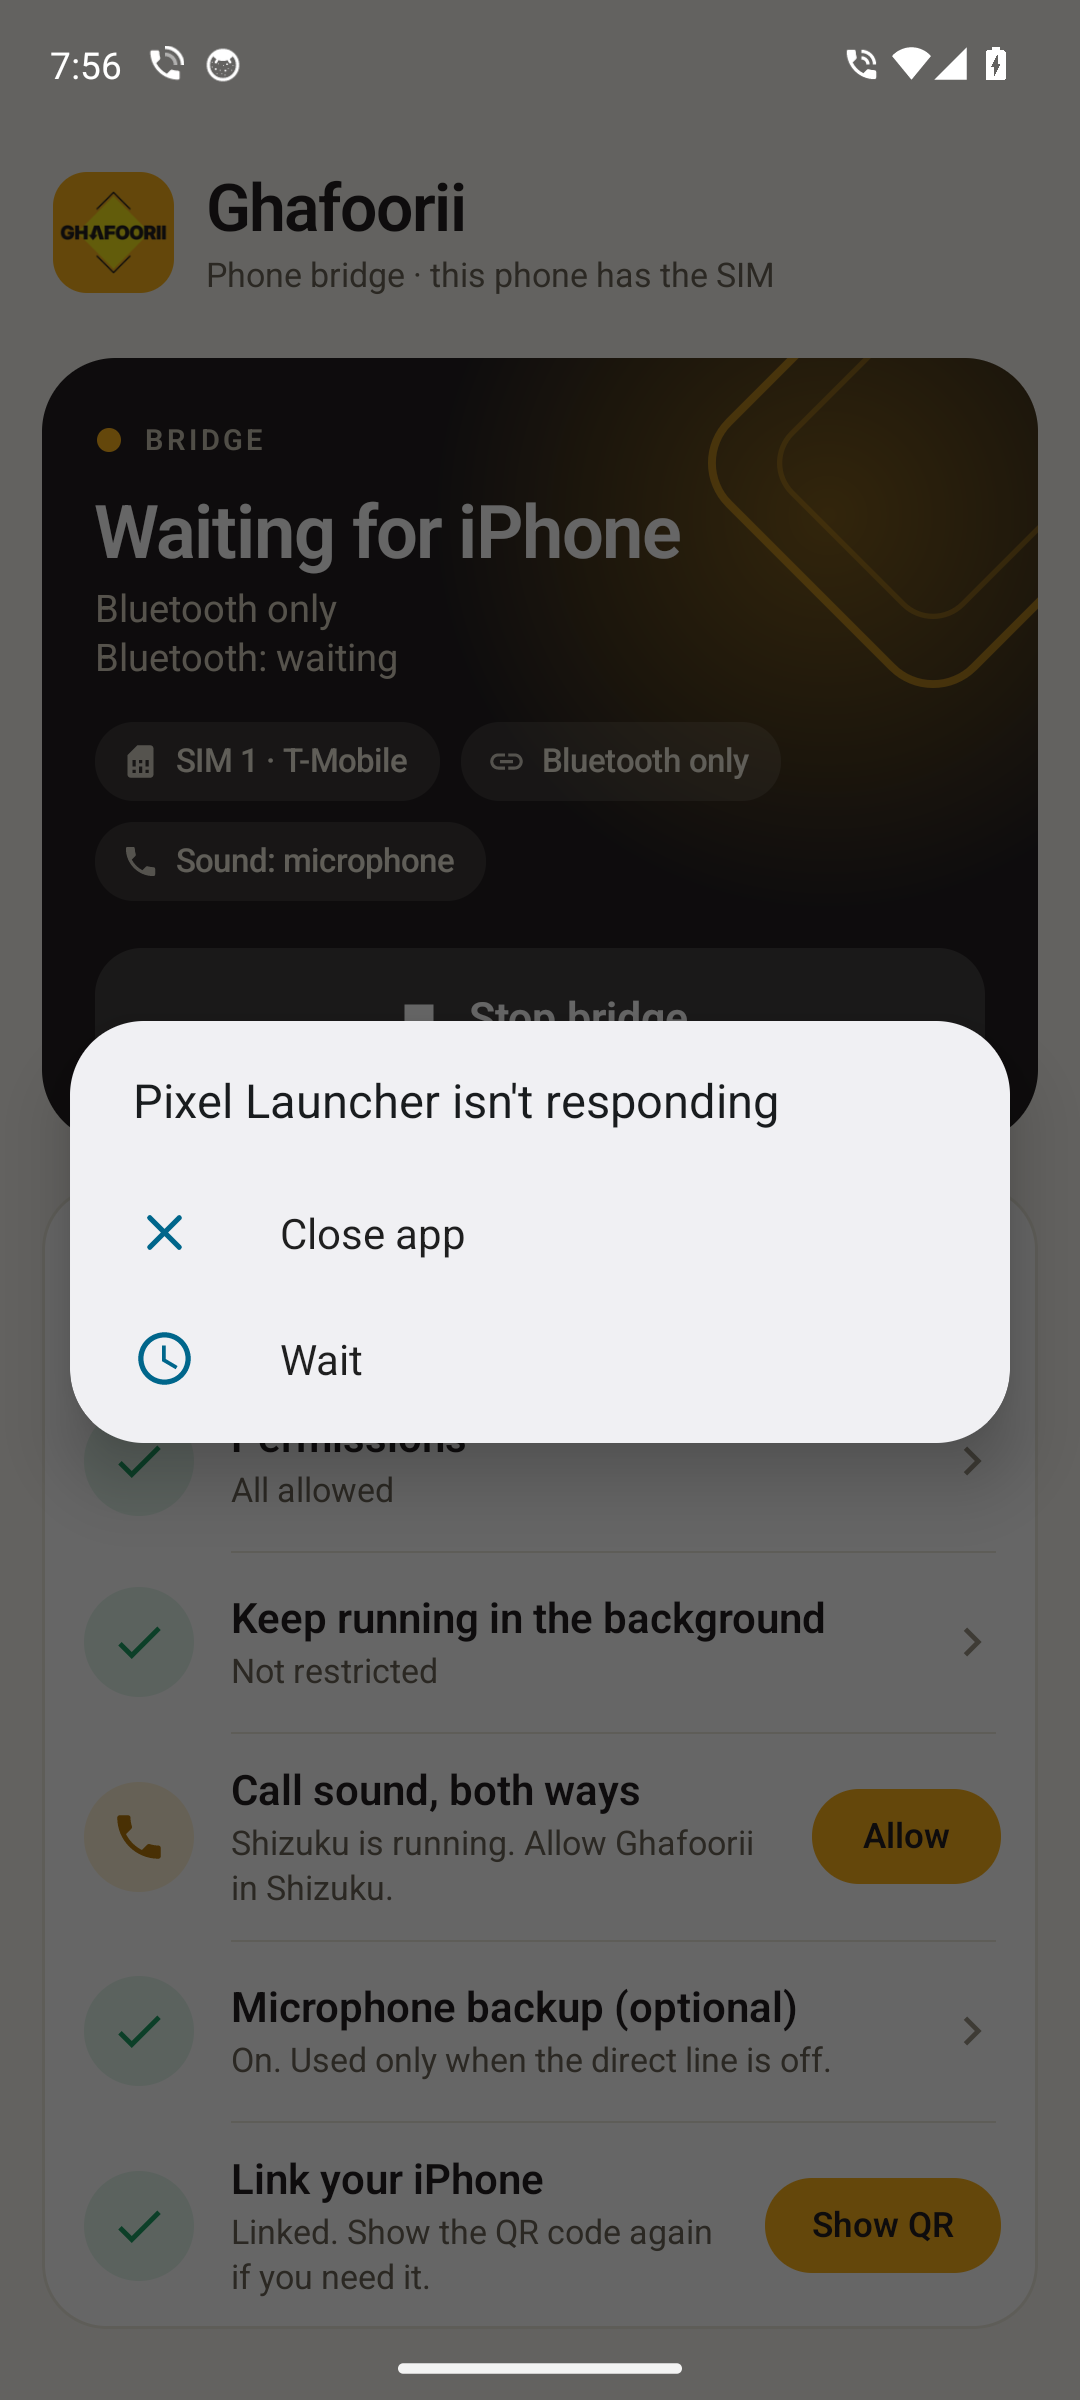 7:56
GHAFOORII
Ghafoorii
Phone bridge · this phone has the SIM
BRIDGE
Waiting for iPhone
Bluetooth only
Bluetooth: waiting
SIM 1 · T-Mobile
Bluetooth only
Sound: microphone
Stop bridge
Pixel Launcher isn't responding
Close app
Wait
Permissions
All allowed
Keep running in the background
Not restricted
Call sound, both ways
Shizuku is running. Allow Ghafoorii
in Shizuku.
Allow
Microphone backup (optional)
On. Used only when the direct line is off.
Link your iPhone
Linked. Show the QR code again
if you need it.
Show QR